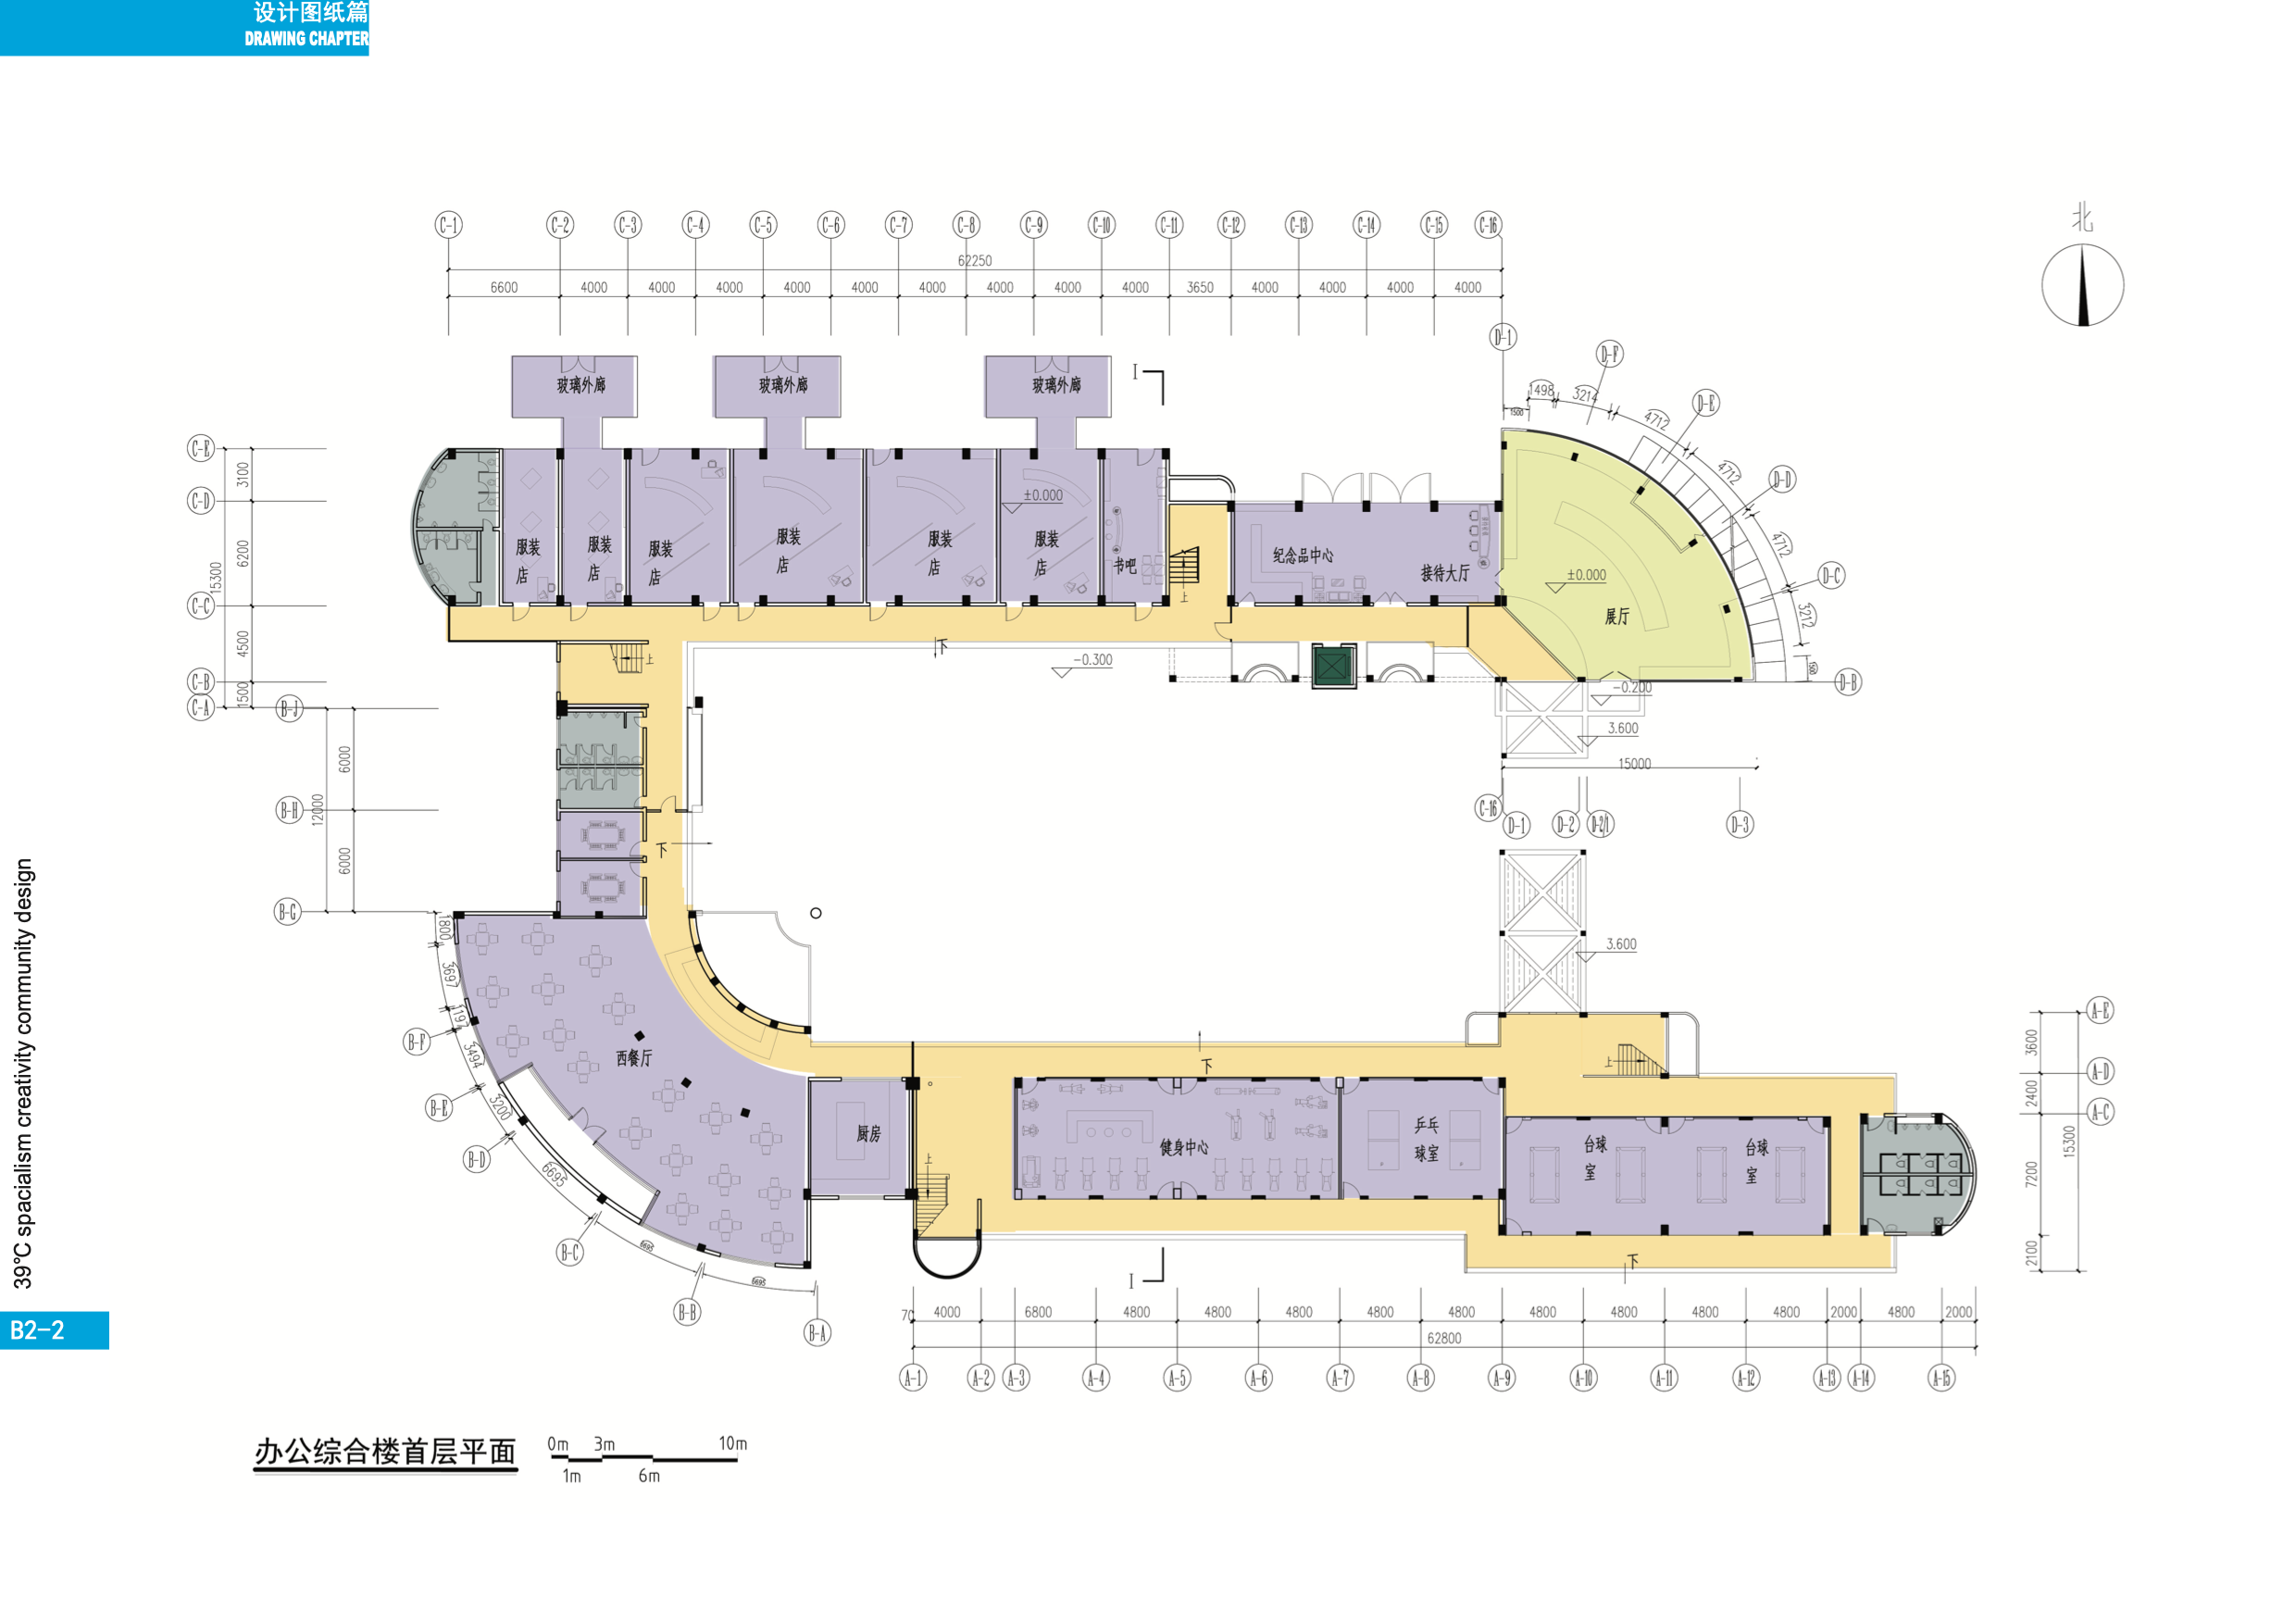 设计图纸篇
DRAWING CHAPTER
北
C-1 C-2 C-3 C-4 C-5 C-6 C-7 C-8 C-9 C-10 C-11 C-12 C-13 C-14 C-15 C-16
62250
6600 4000 4000 4000 4000 4000 4000 4000 4000 4000 3650 4000 4000 4000 4000
D-1
D-F
D-E
D-D
D-C
D-B
1500 1498 3214 4712 4712 4712 3212 1500
玻璃外廊 玻璃外廊 玻璃外廊
I
C-E
C-D
C-C
C-B
C-A
3100
6200
15300
4500
1500
服装店
服装店
服装店
服装店
服装店
服装店
±0.000
书吧
上
纪念品中心
接待大厅
±0.000
展厅
上
下
-0.300
-0.200
3.600
15000
C-16 D-1 D-2 D-2/1 D-3
B-J
B-H
B-G
6000
12000
6000
下
3.600
1800
3697
1197
3494
3200
6695
6695
6695
B-F
B-E
B-D
B-C
B-B
B-A
西餐厅
厨房
上
下
健身中心
乒乓球室
上
台球室
台球室
下
A-E
A-D
A-C
3600
2400
7200
15300
2100
I
70 4000 6800 4800 4800 4800 4800 4800 4800 4800 4800 4800 2000 4800 2000
62800
A-1 A-2 A-3 A-4 A-5 A-6 A-7 A-8 A-9 A-10 A-11 A-12 A-13 A-14 A-15
39℃ spacialism creativity community design
B2-2
办公综合楼首层平面
0m 3m 10m
1m 6m